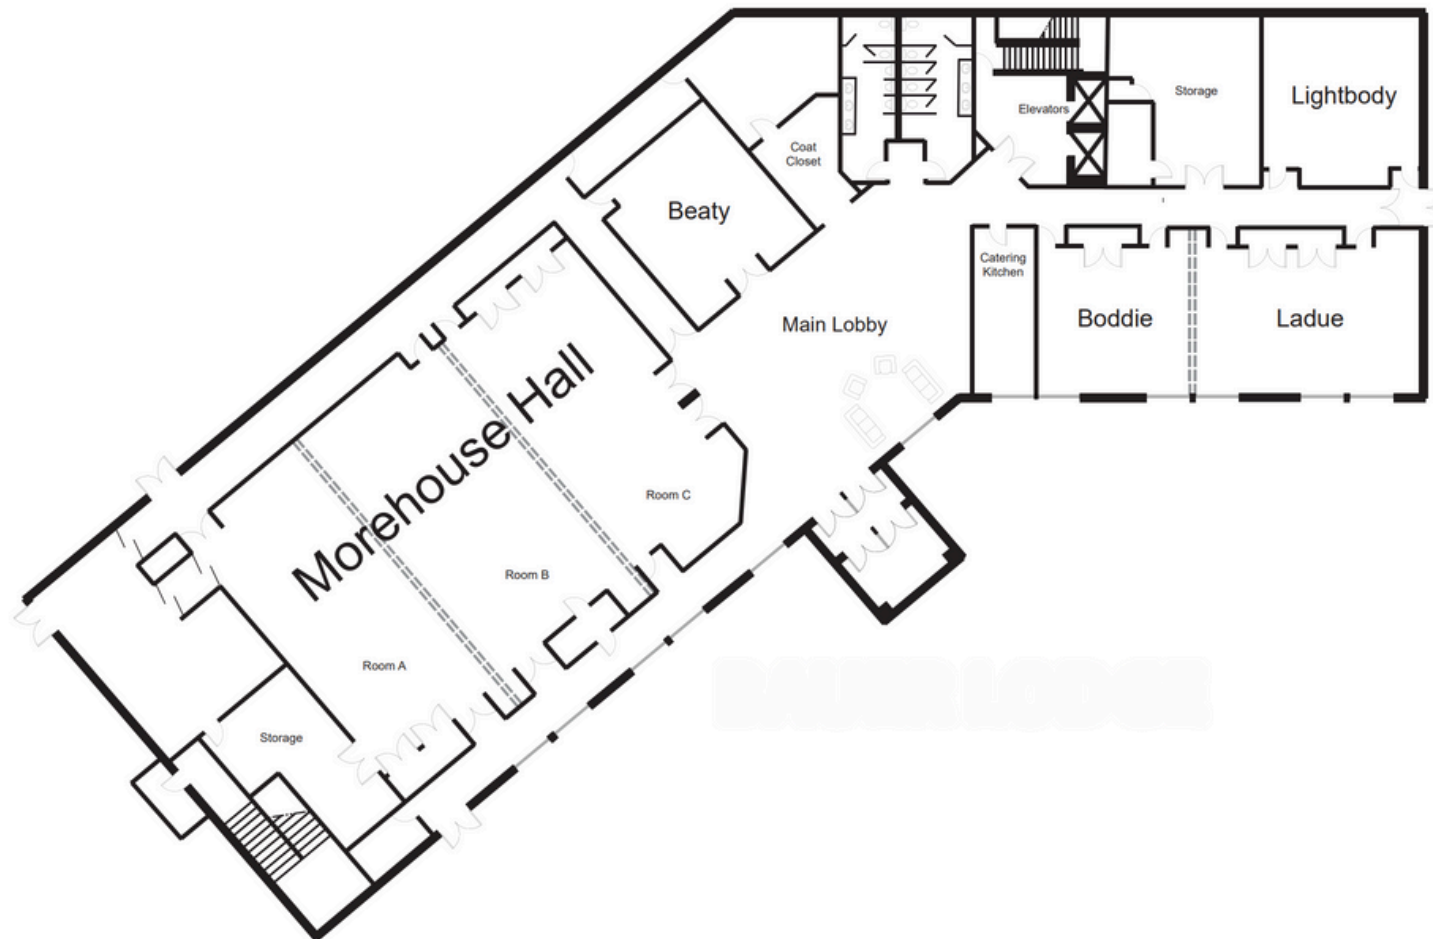 Lightbody
Storage
Elevators
Coat
Closet
Beaty
Catering
Kitchen
Boddie
Ladue
Main Lobby
Morehouse Hall
Room C
Room B
Room A
Storage